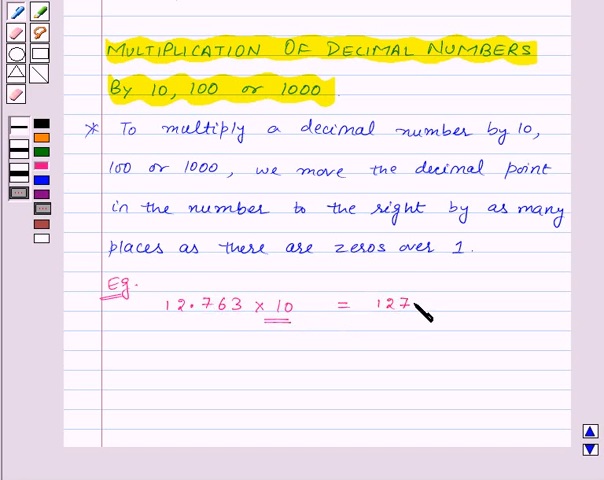 MULTIPLICATION OF DECIMAL NUMBERS
BY 10, 100 or 1000.
* To multiply a decimal number by 10,
100 or 1000, we move the decimal point
in the number to the right by as many
places as there are zeros over 1.
Eg.
12.763 × 10 = 127